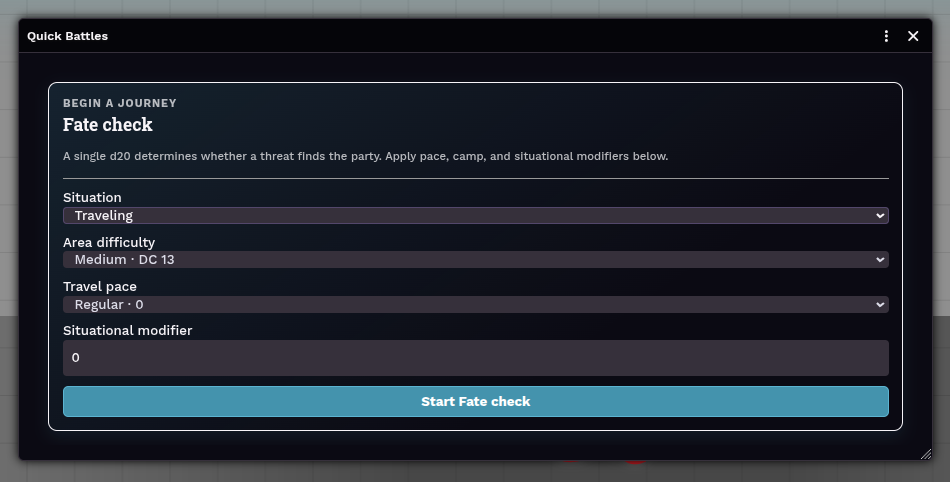 Quick Battles
BEGIN A JOURNEY
Fate check
A single d20 determines whether a threat finds the party. Apply pace, camp, and situational modifiers below.
Situation
Traveling
Area difficulty
Medium · DC 13
Travel pace
Regular · 0
Situational modifier
0
Start Fate check